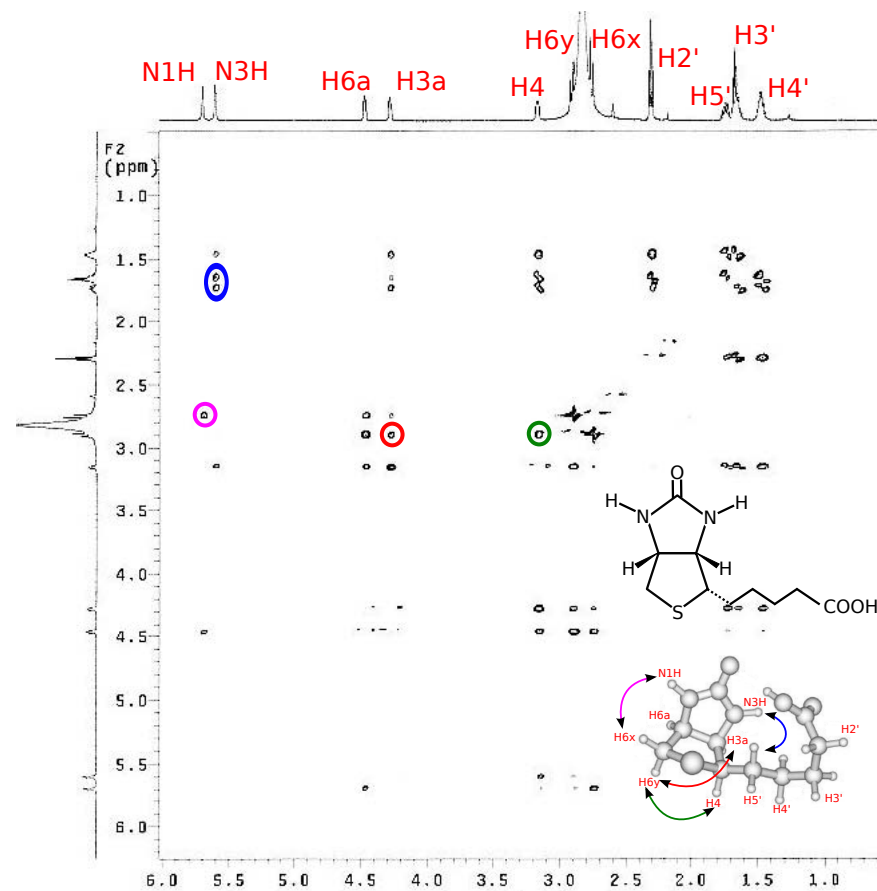 N1H N3H H6a H3a H4 H6y H6x H2' H5' H3' H4'
F2
(ppm)
1.0
1.5
2.0
2.5
3.0
3.5
4.0
4.5
5.0
5.5
6.0
6.0 5.5 5.0 4.5 4.0 3.5 3.0 2.5 2.0 1.5 1.0
O
H N N H
H H
S COOH
N1H N3H
H6a H3a H2'
H6x
H6y H4 H5' H4' H3'